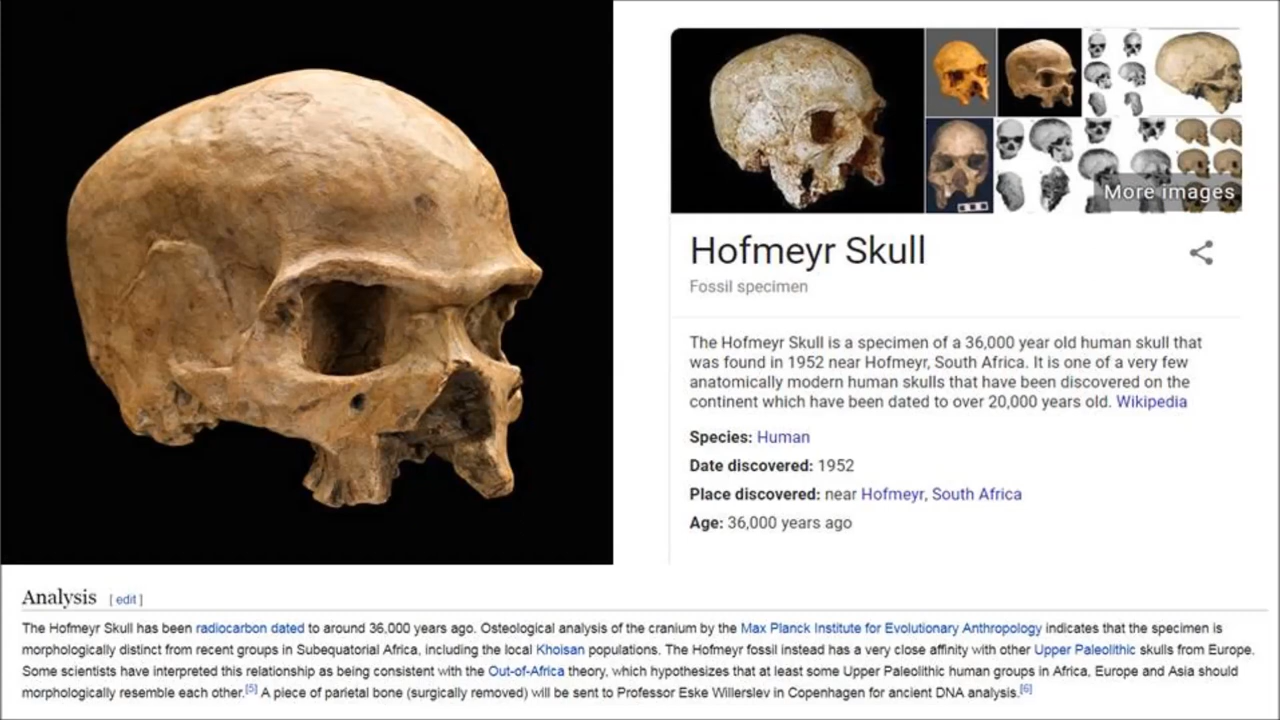 More images
Hofmeyr Skull
Fossil specimen
The Hofmeyr Skull is a specimen of a 36,000 year old human skull that
was found in 1952 near Hofmeyr, South Africa. It is one of a very few
anatomically modern human skulls that have been discovered on the
continent which have been dated to over 20,000 years old. Wikipedia
Species: Human
Date discovered: 1952
Place discovered: near Hofmeyr, South Africa
Age: 36,000 years ago
Analysis [ edit ]
The Hofmeyr Skull has been radiocarbon dated to around 36,000 years ago. Osteological analysis of the cranium by the Max Planck Institute for Evolutionary Anthropology indicates that the specimen is
morphologically distinct from recent groups in Subequatorial Africa, including the local Khoisan populations. The Hofmeyr fossil instead has a very close affinity with other Upper Paleolithic skulls from Europe.
Some scientists have interpreted this relationship as being consistent with the Out-of-Africa theory, which hypothesizes that at least some Upper Paleolithic human groups in Africa, Europe and Asia should
morphologically resemble each other.[5] A piece of parietal bone (surgically removed) will be sent to Professor Eske Willerslev in Copenhagen for ancient DNA analysis.[6]